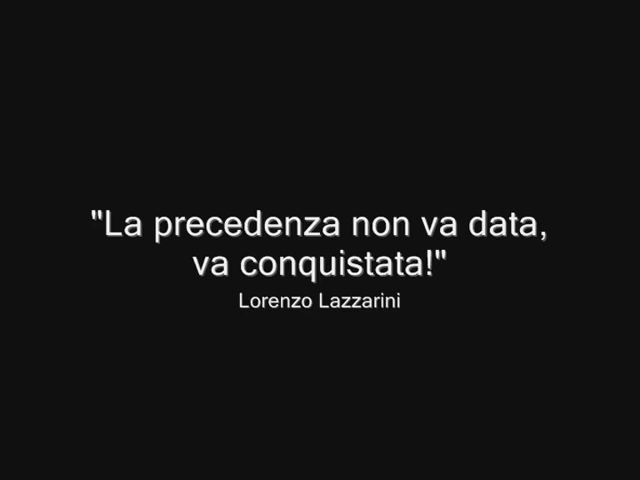 "La precedenza non va data,
va conquistata!"
Lorenzo Lazzarini